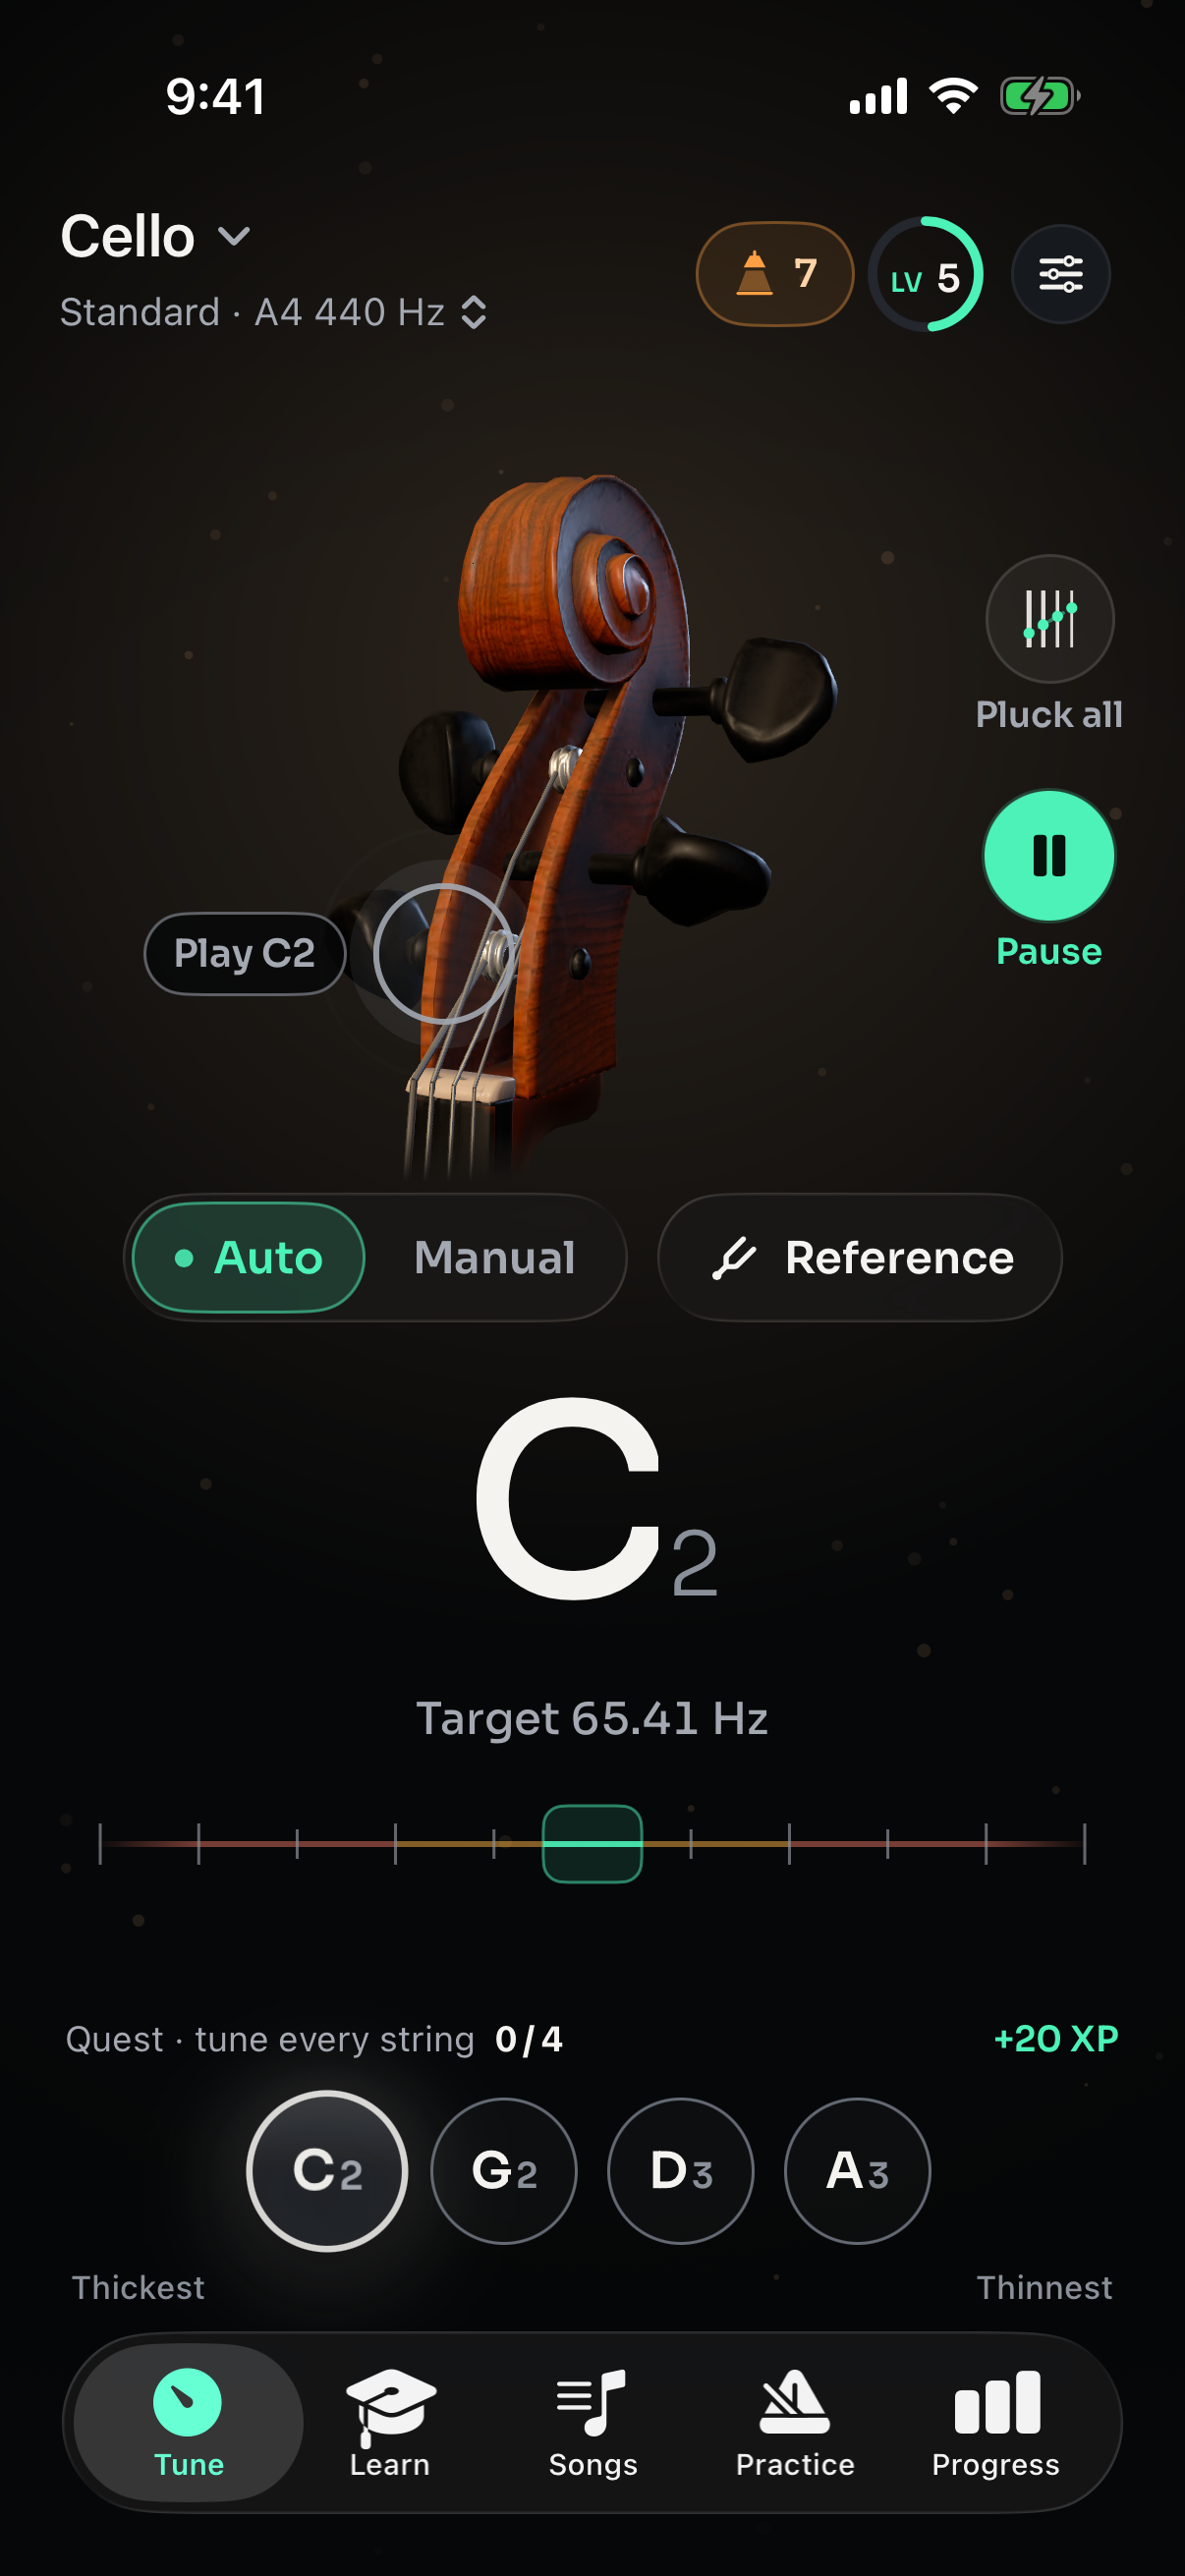 9:41
Cello
Standard · A4 440 Hz
7
LV 5
Pluck all
Pause
Play C2
Auto
Manual
Reference
C2
Target 65.41 Hz
Quest · tune every string 0/4
+20 XP
C2
G2
D3
A3
Thickest
Thinnest
Tune
Learn
Songs
Practice
Progress